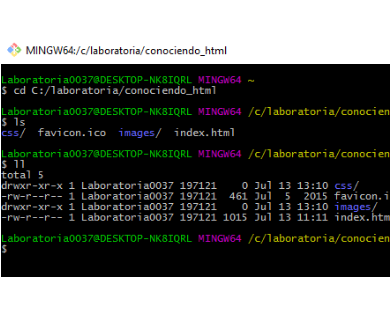 MINGW64:/c/laboratoria/conociendo_html
Laboratoria0037@DESKTOP-NK8IQRL MINGW64 ~
$ cd C:/laboratoria/conociendo_html
Laboratoria0037@DESKTOP-NK8IQRL MINGW64 /c/laboratoria/conocien
$ ls
css/ favicon.ico images/ index.html
Laboratoria0037@DESKTOP-NK8IQRL MINGW64 /c/laboratoria/conocien
$ ll
total 5
drwxr-xr-x 1 Laboratoria0037 197121 0 Jul 13 13:10 css/
-rw-r--r-- 1 Laboratoria0037 197121 461 Jul 5 2015 favicon.i
drwxr-xr-x 1 Laboratoria0037 197121 0 Jul 13 13:10 images/
-rw-r--r-- 1 Laboratoria0037 197121 1015 Jul 13 11:11 index.htm
Laboratoria0037@DESKTOP-NK8IQRL MINGW64 /c/laboratoria/conocien
$